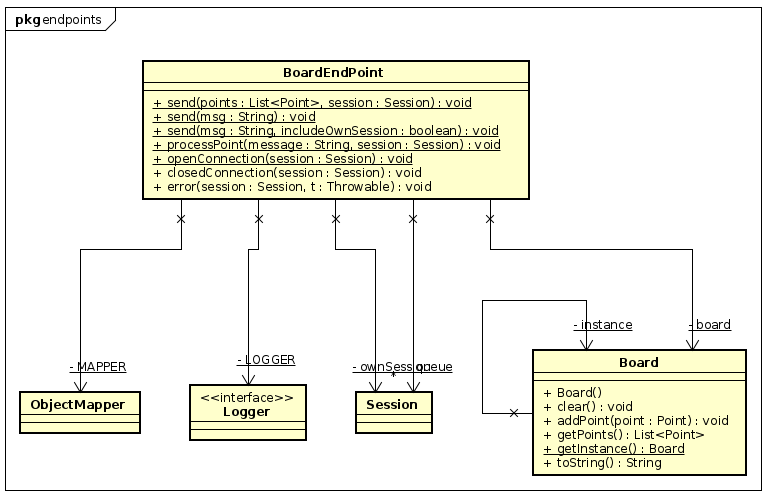 pkg endpoints
BoardEndPoint
+ send(points : List<Point>, session : Session) : void
+ send(msg : String) : void
+ send(msg : String, includeOwnSession : boolean) : void
+ processPoint(message : String, session : Session) : void
+ openConnection(session : Session) : void
+ closedConnection(session : Session) : void
+ error(session : Session, t : Throwable) : void
- instance
- board
- MAPPER
- LOGGER
queue
*
ObjectMapper
<<interface>>
Logger
Session
Board
+ Board()
+ clear() : void
+ addPoint(point : Point) : void
+ getPoints() : List<Point>
+ getInstance() : Board
+ toString() : String